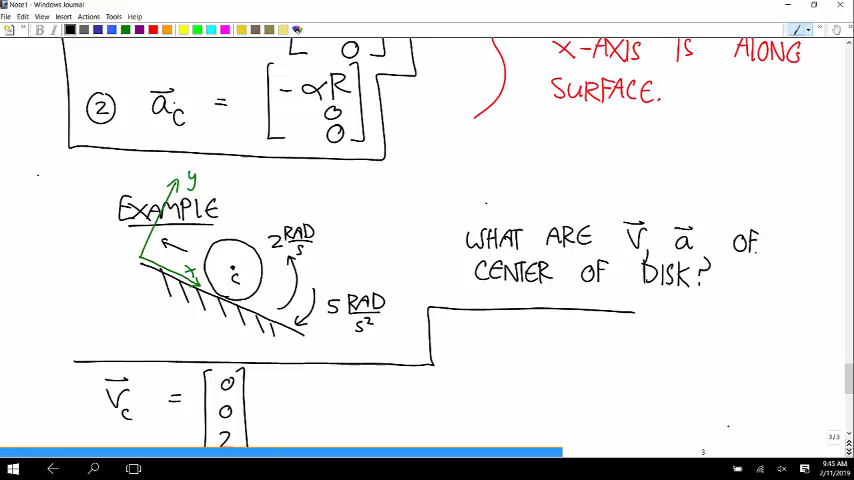 Note1 - Windows Journal
File Edit View Insert Actions Tools Help
B I
0
② a⃗c = [-αR
0
0]
X-AXIS IS ALONG
SURFACE.
EXAMPLE
y
x
c
2 RAD/s
5 RAD/s²
WHAT ARE V⃗, a⃗ OF
CENTER OF DISK?
V⃗c = [0
0
2
3
3/3
9:45 AM
2/11/2019